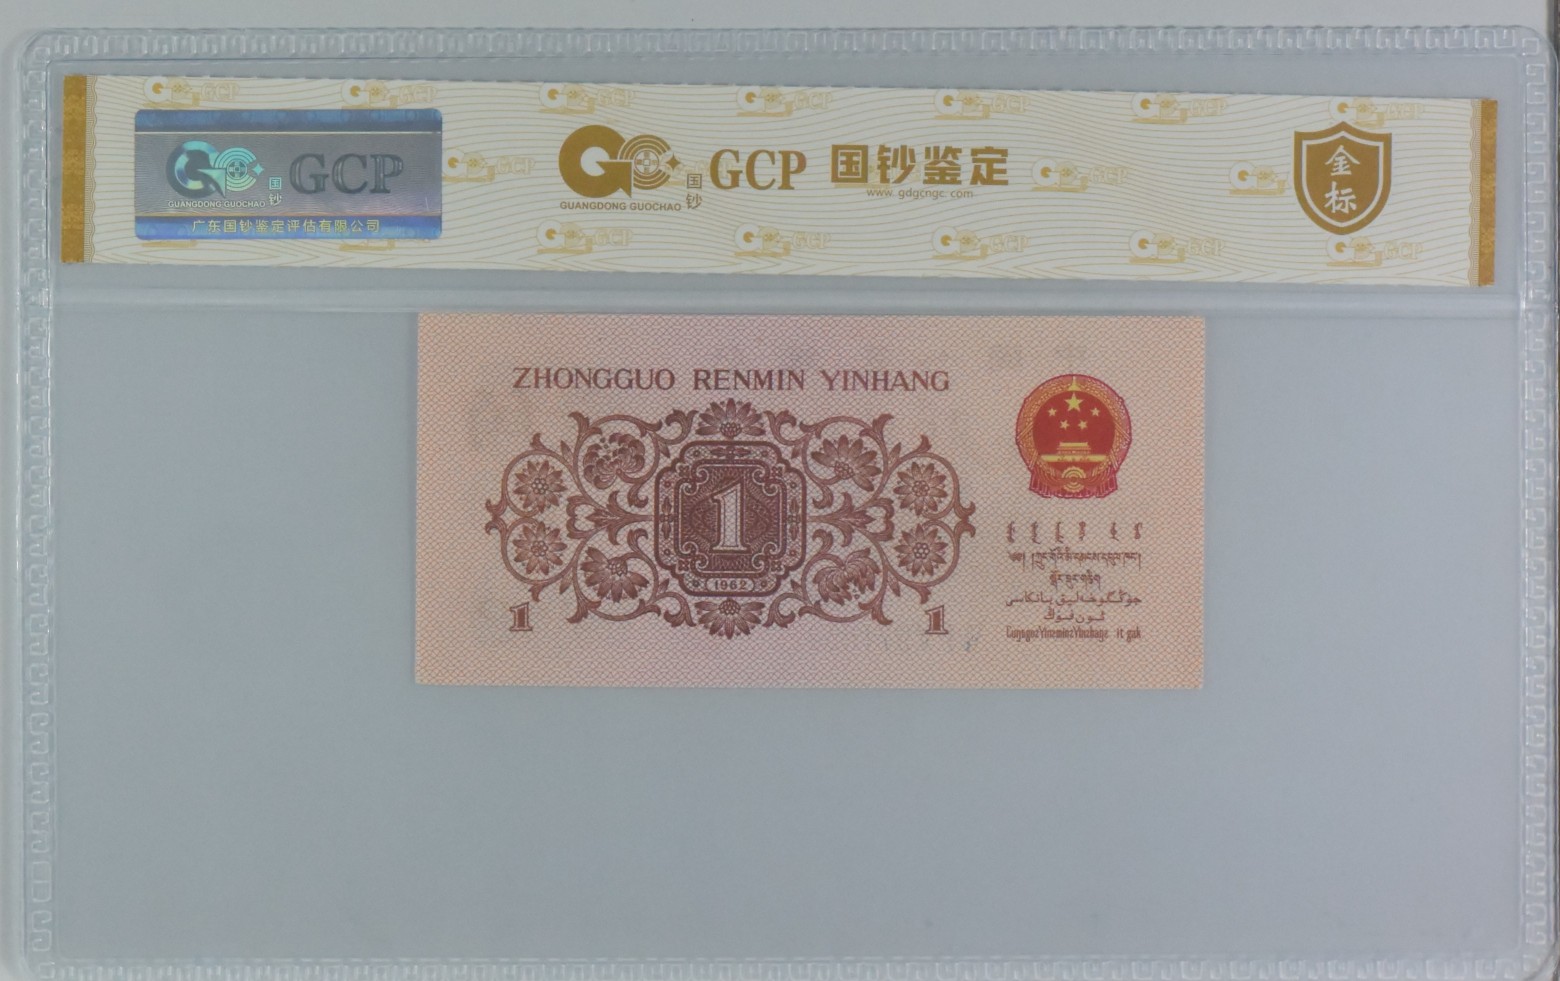 GCP
国钞
GUANGDONG GUOCHAO
广东国钞鉴定评估有限公司
国钞
GUANGDONG GUOCHAO
GCP 国钞鉴定
www.gdgcngc.com
金标
ZHONGGUO RENMIN YINHANG
1
(1962)
1
1
جۇڭگوخەلىق بانكاسى